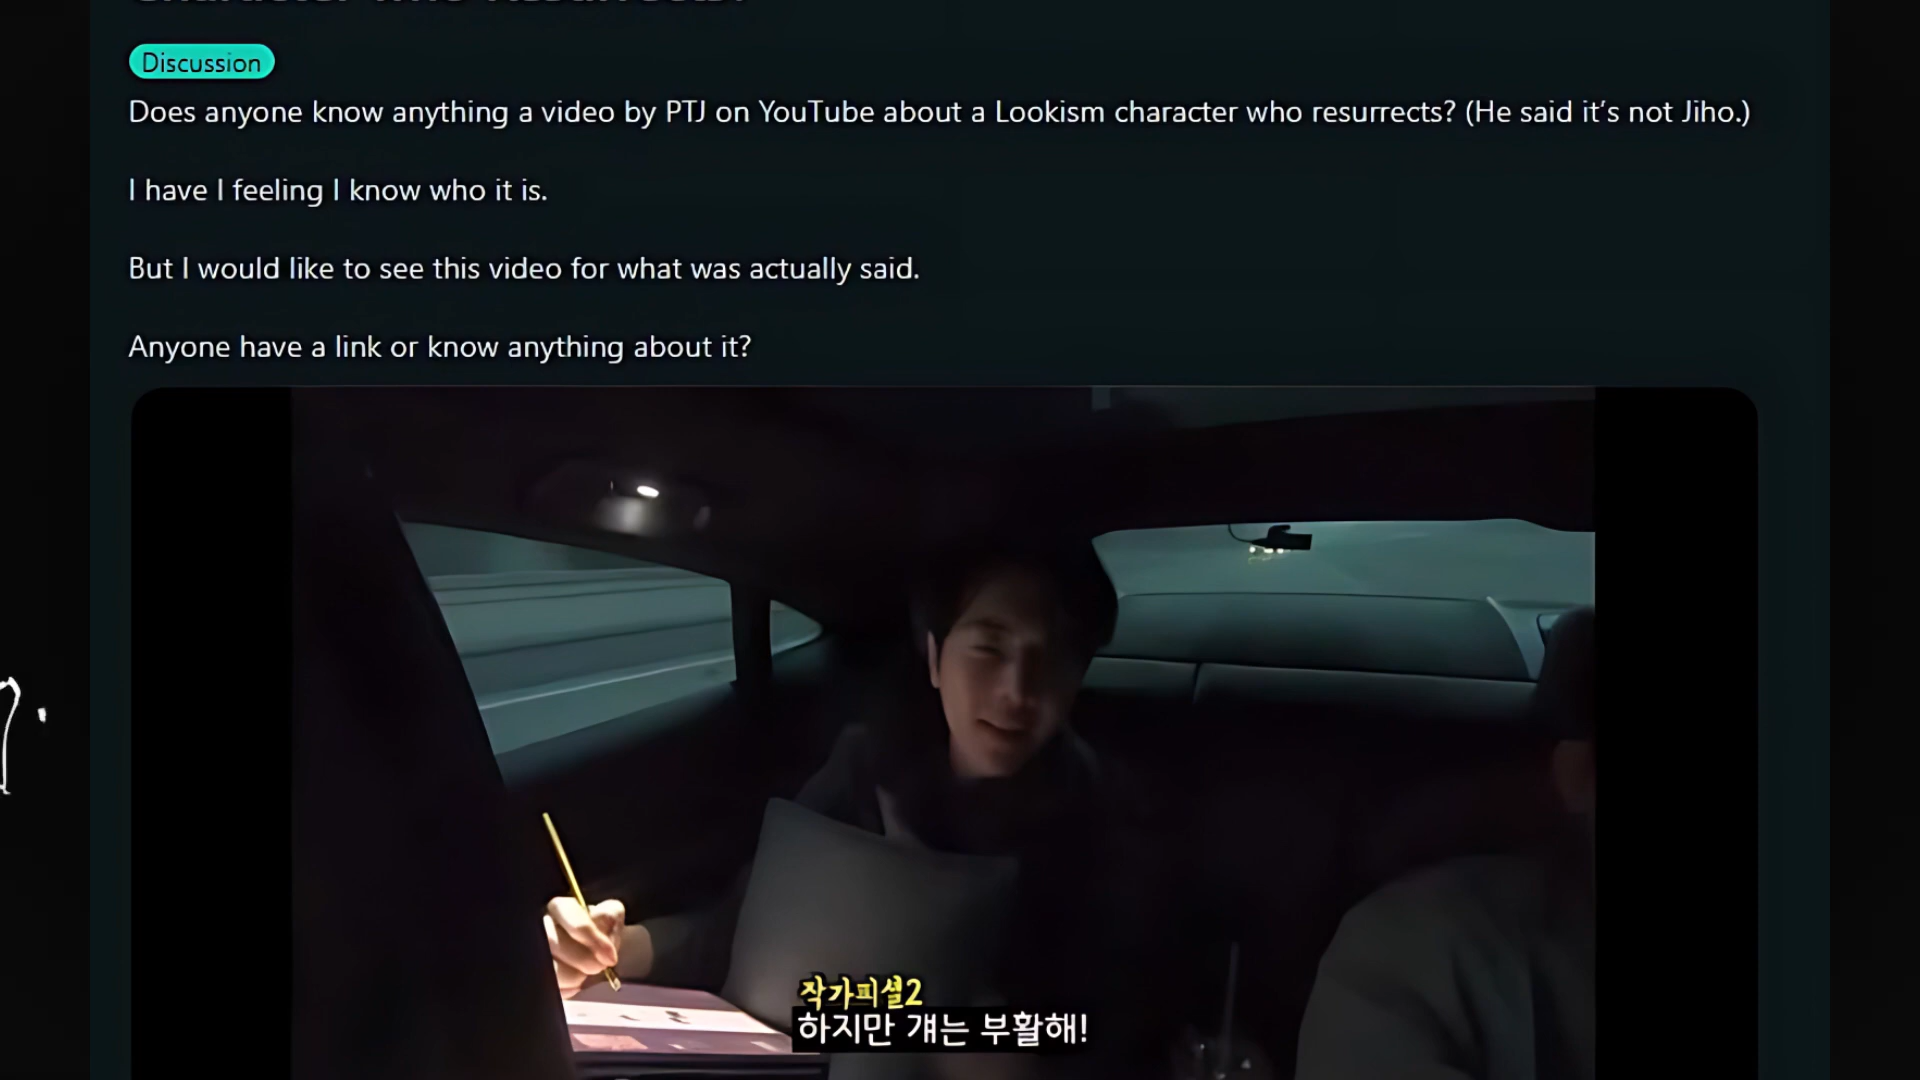 Discussion
Does anyone know anything a video by PTJ on YouTube about a Lookism character who resurrects? (He said it’s not Jiho.)
I have I feeling I know who it is.
But I would like to see this video for what was actually said.
Anyone have a link or know anything about it?
작가피셜2
하지만 걔는 부활해!